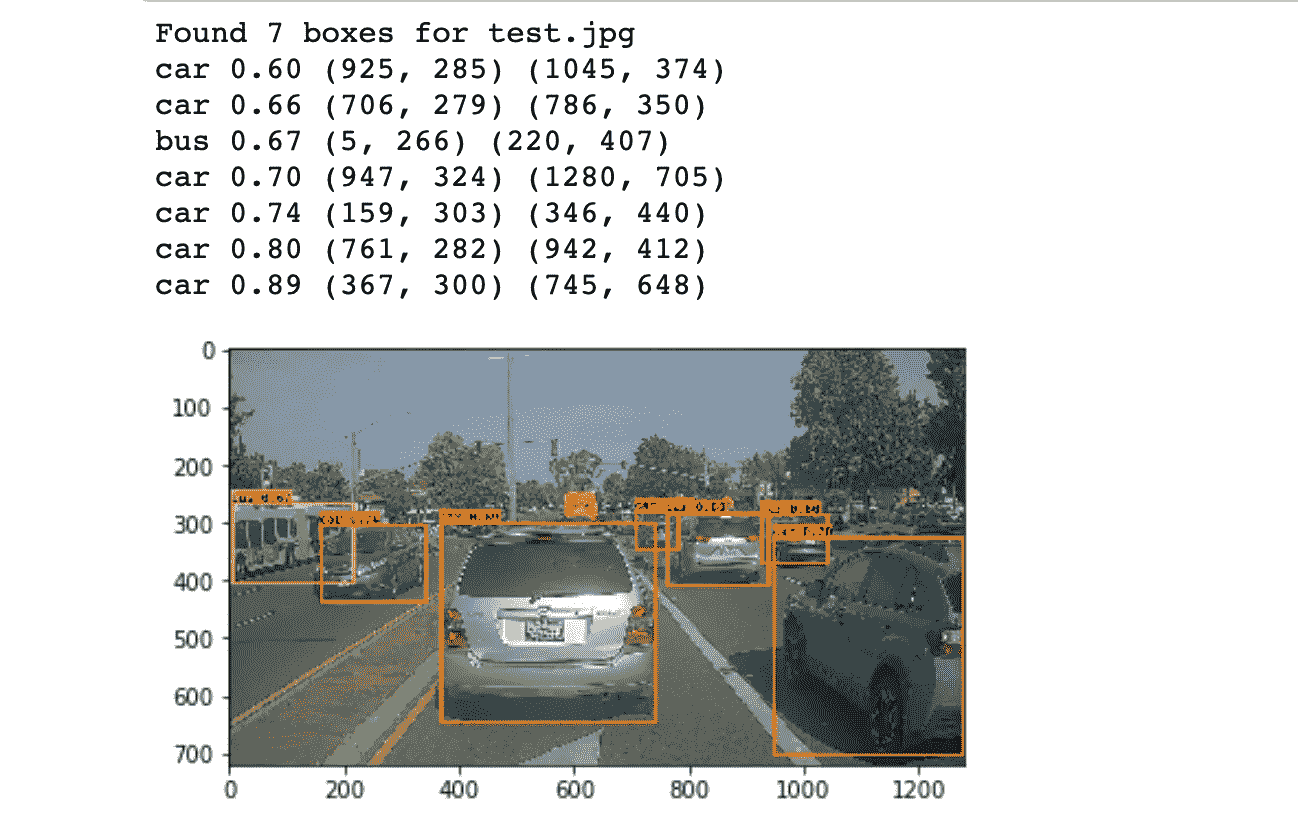 Found 7 boxes for test.jpg
car 0.60 (925, 285) (1045, 374)
car 0.66 (706, 279) (786, 350)
bus 0.67 (5, 266) (220, 407)
car 0.70 (947, 324) (1280, 705)
car 0.74 (159, 303) (346, 440)
car 0.80 (761, 282) (942, 412)
car 0.89 (367, 300) (745, 648)
0
100
200
300
400
500
600
700
0 200 400 600 800 1000 1200